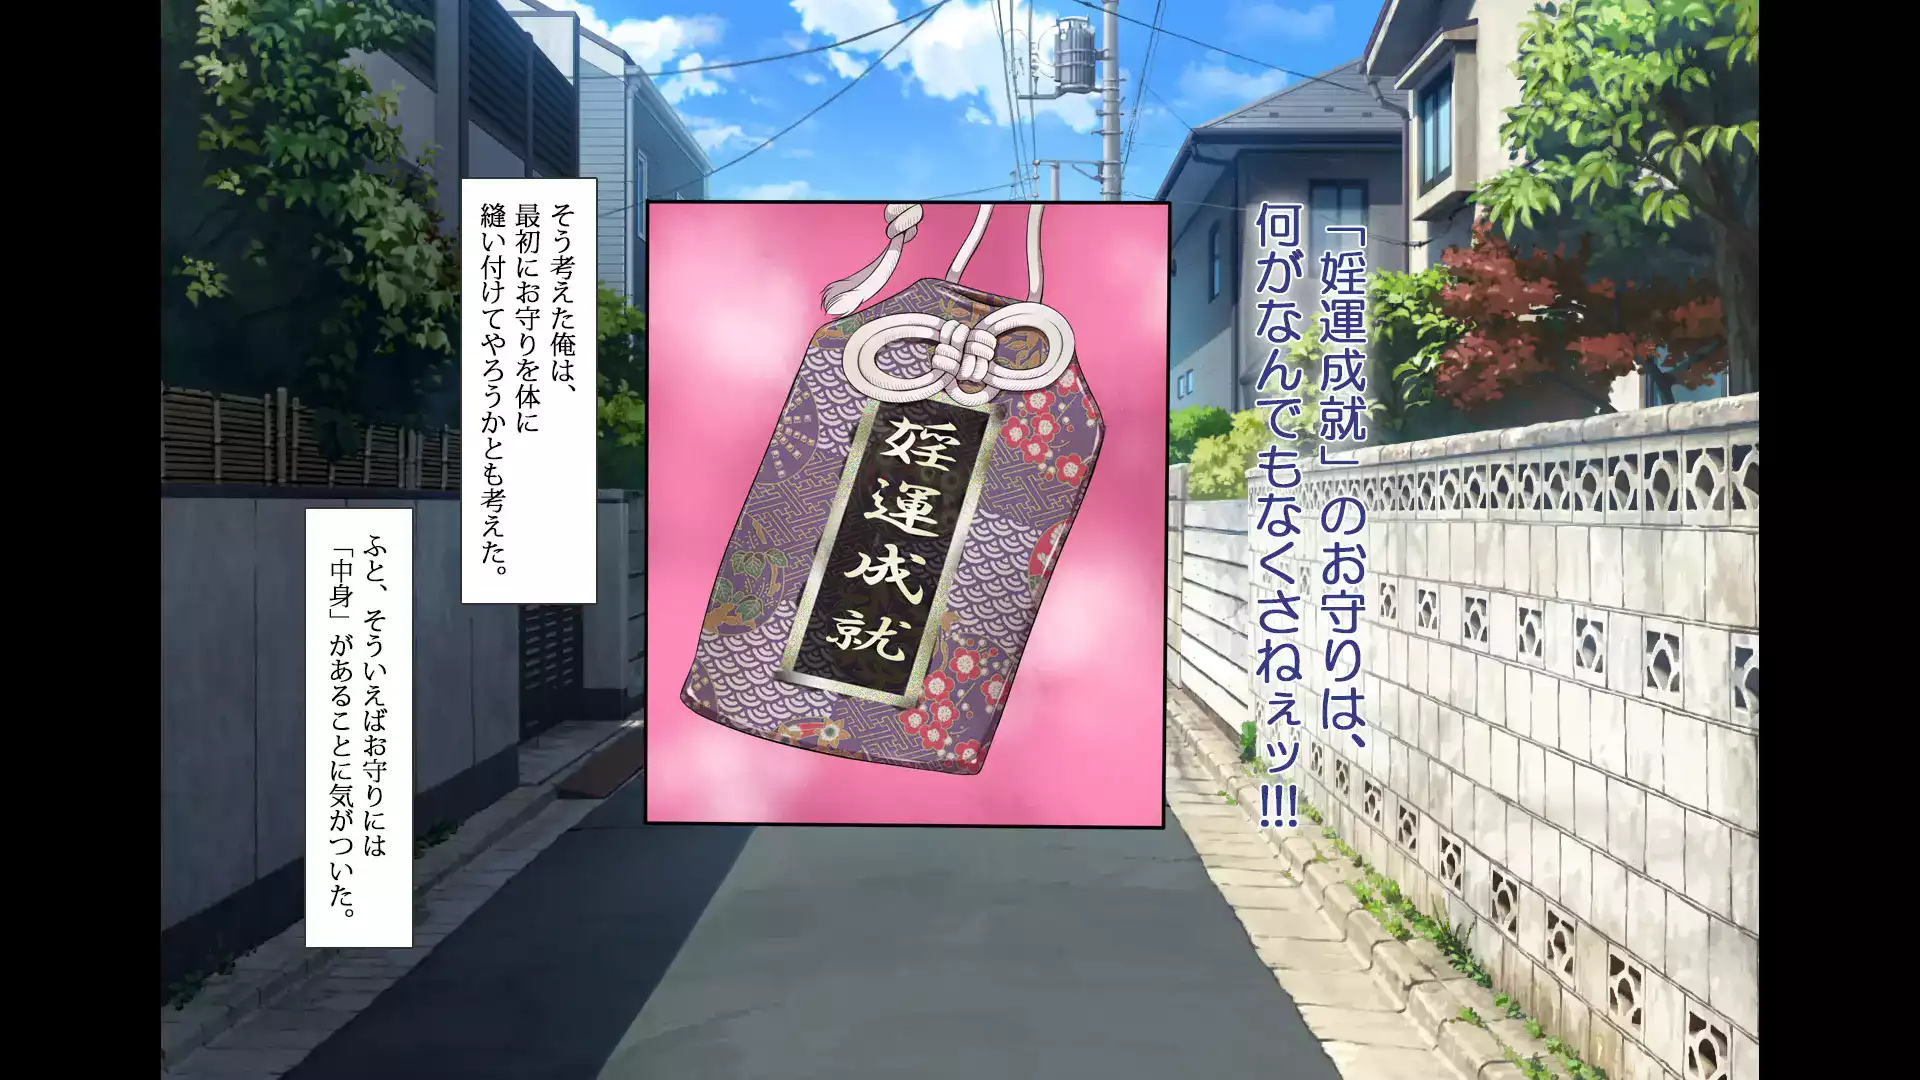 「婬運成就」のお守りは、
何がなんでもなくさねぇッ!!!
婬運成就
そう考えた俺は、
最初にお守りを体に
縫い付けてやろうかとも考えた。
ふと、そういえばお守りには
「中身」があることに気がついた。